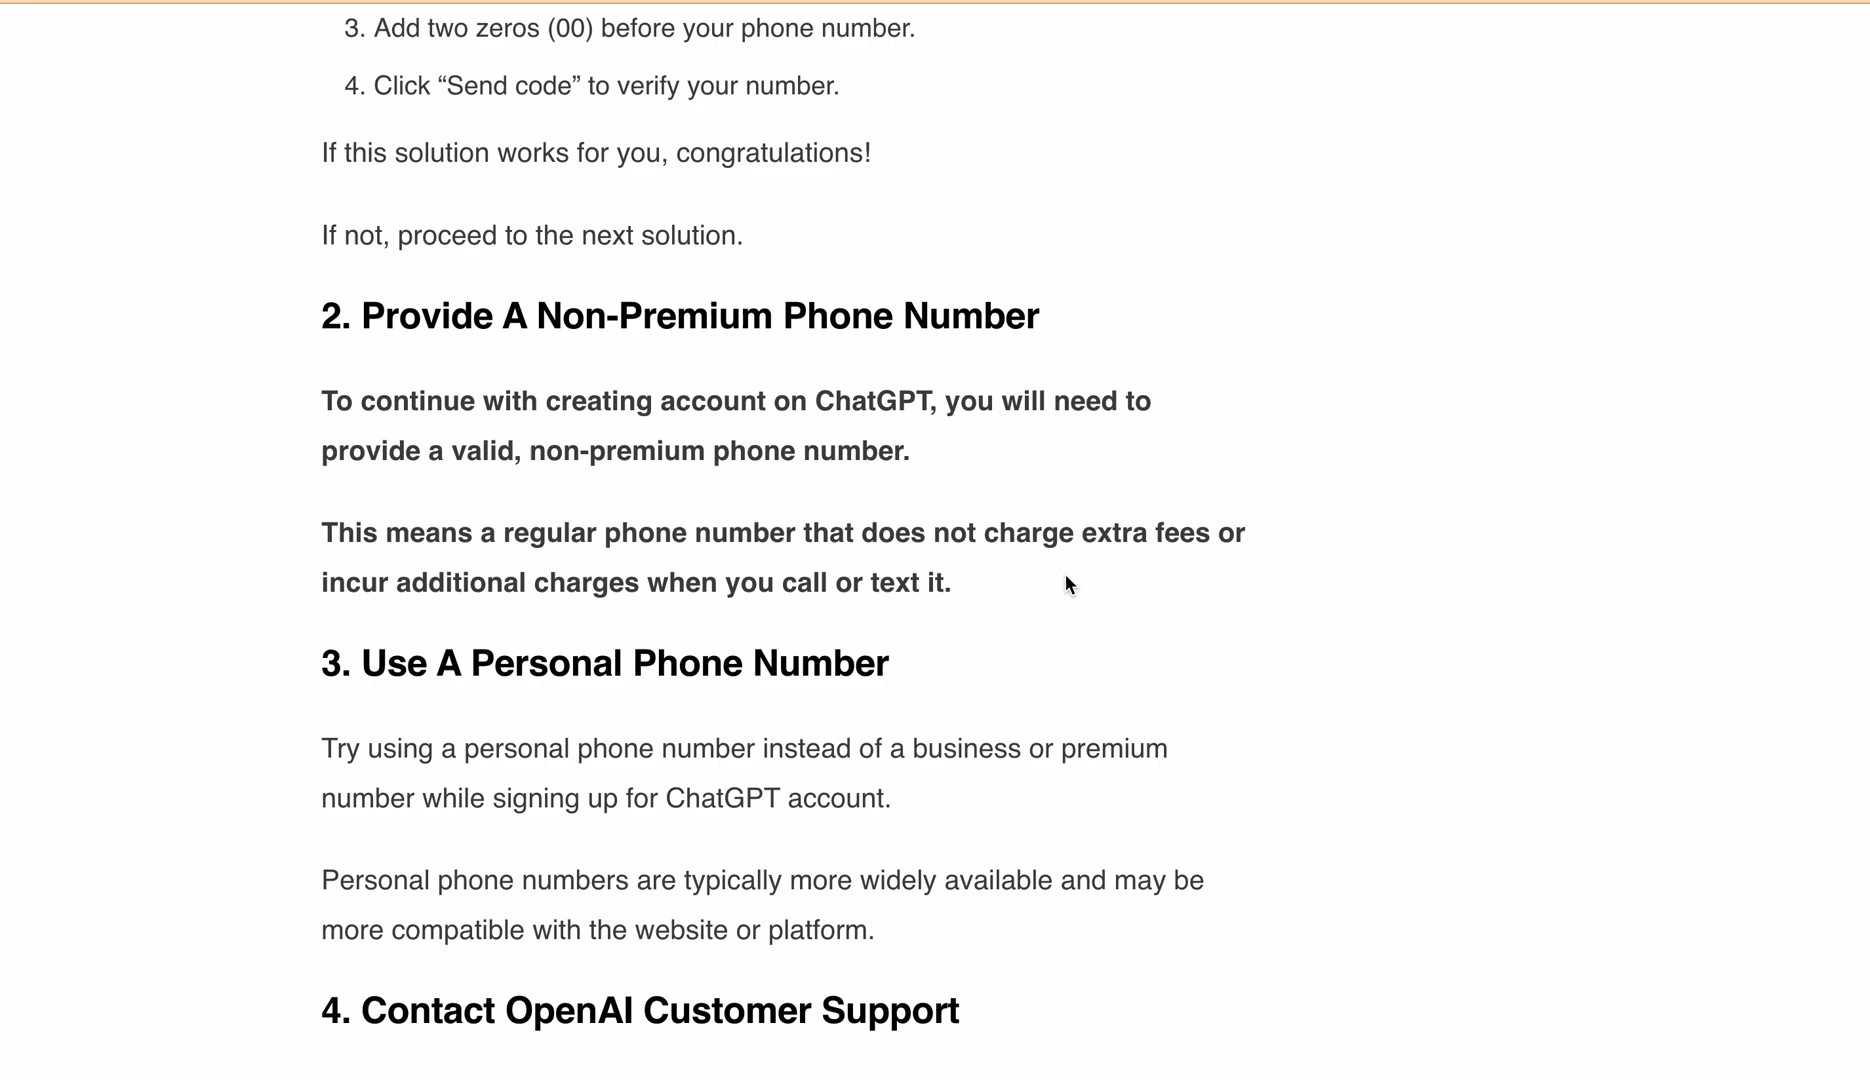 3. Add two zeros (00) before your phone number.
4. Click “Send code” to verify your number.
If this solution works for you, congratulations!
If not, proceed to the next solution.
2. Provide A Non-Premium Phone Number
To continue with creating account on ChatGPT, you will need to
provide a valid, non-premium phone number.
This means a regular phone number that does not charge extra fees or
incur additional charges when you call or text it.
3. Use A Personal Phone Number
Try using a personal phone number instead of a business or premium
number while signing up for ChatGPT account.
Personal phone numbers are typically more widely available and may be
more compatible with the website or platform.
4. Contact OpenAI Customer Support